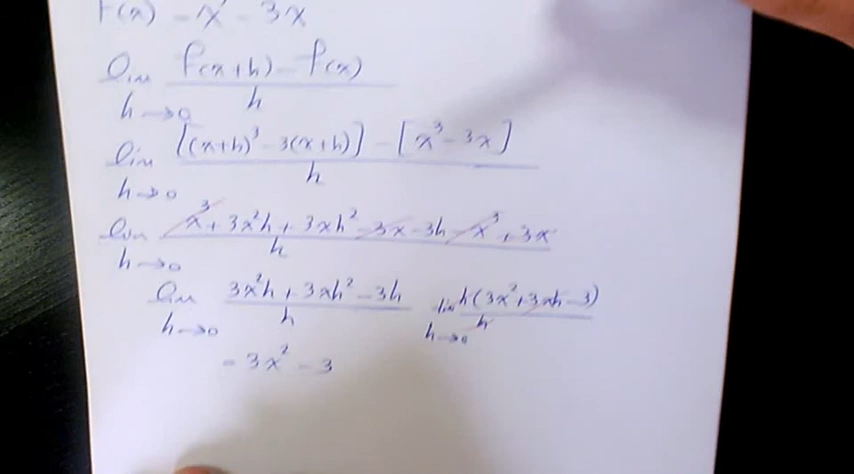 f(x) = x³ - 3x
lim h→0 f(x+h) - f(x) / h
lim h→0 [(x+h)³ - 3(x+h)] - [x³ - 3x] / h
lim h→0 x³ + 3x²h + 3xh² - 3x - 3h - x³ + 3x / h
lim h→0 3x²h + 3xh² - 3h / h lim h→0 h(3x² + 3xh - 3) / h
= 3x² - 3